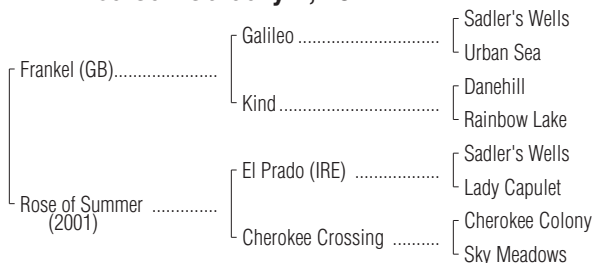 Sadler's Wells
Galileo ..................................
Urban Sea
Frankel (GB)........................
Danehill
Kind ......................................
Rainbow Lake
Sadler's Wells
El Prado (IRE) ....................
Lady Capulet
Rose of Summer ...............
(2001)
Cherokee Colony
Cherokee Crossing ..........
Sky Meadows